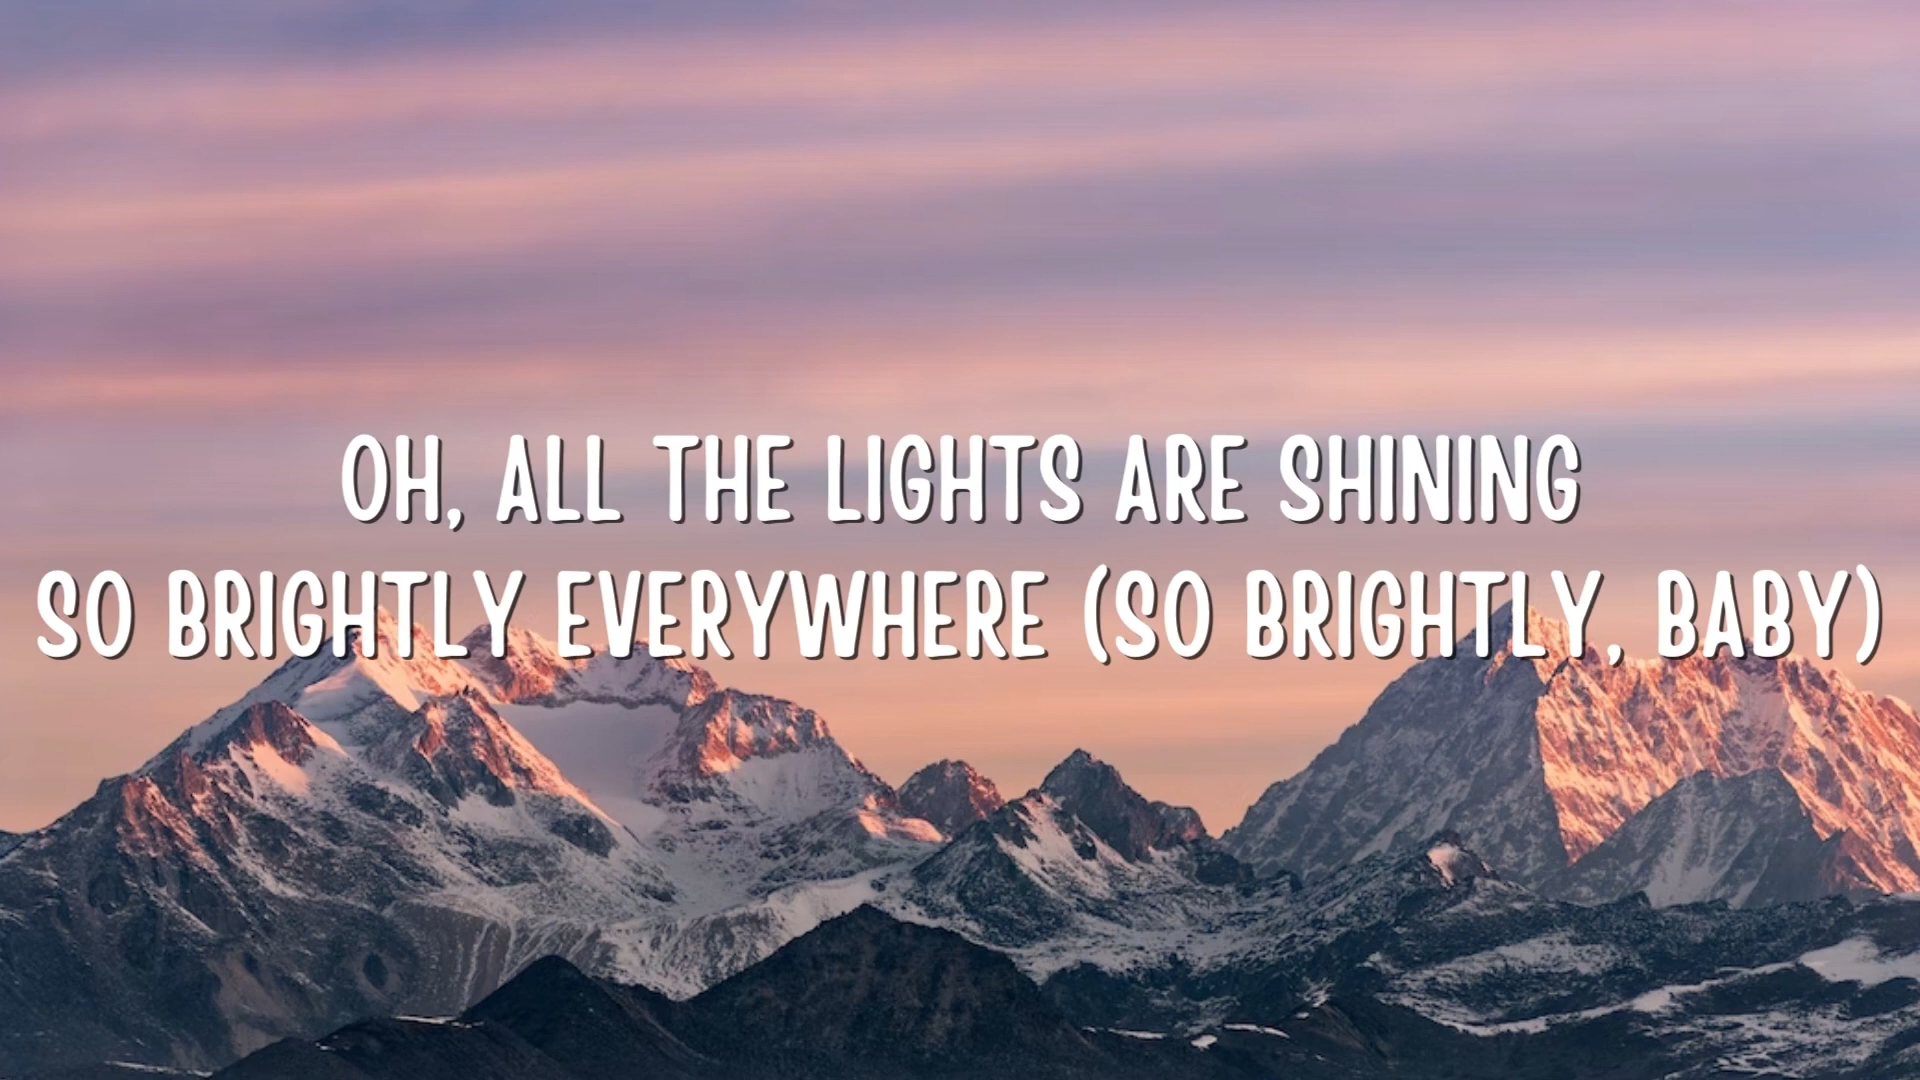 OH, ALL THE LIGHTS ARE SHINING
SO BRIGHTLY EVERYWHERE (SO BRIGHTLY, BABY)